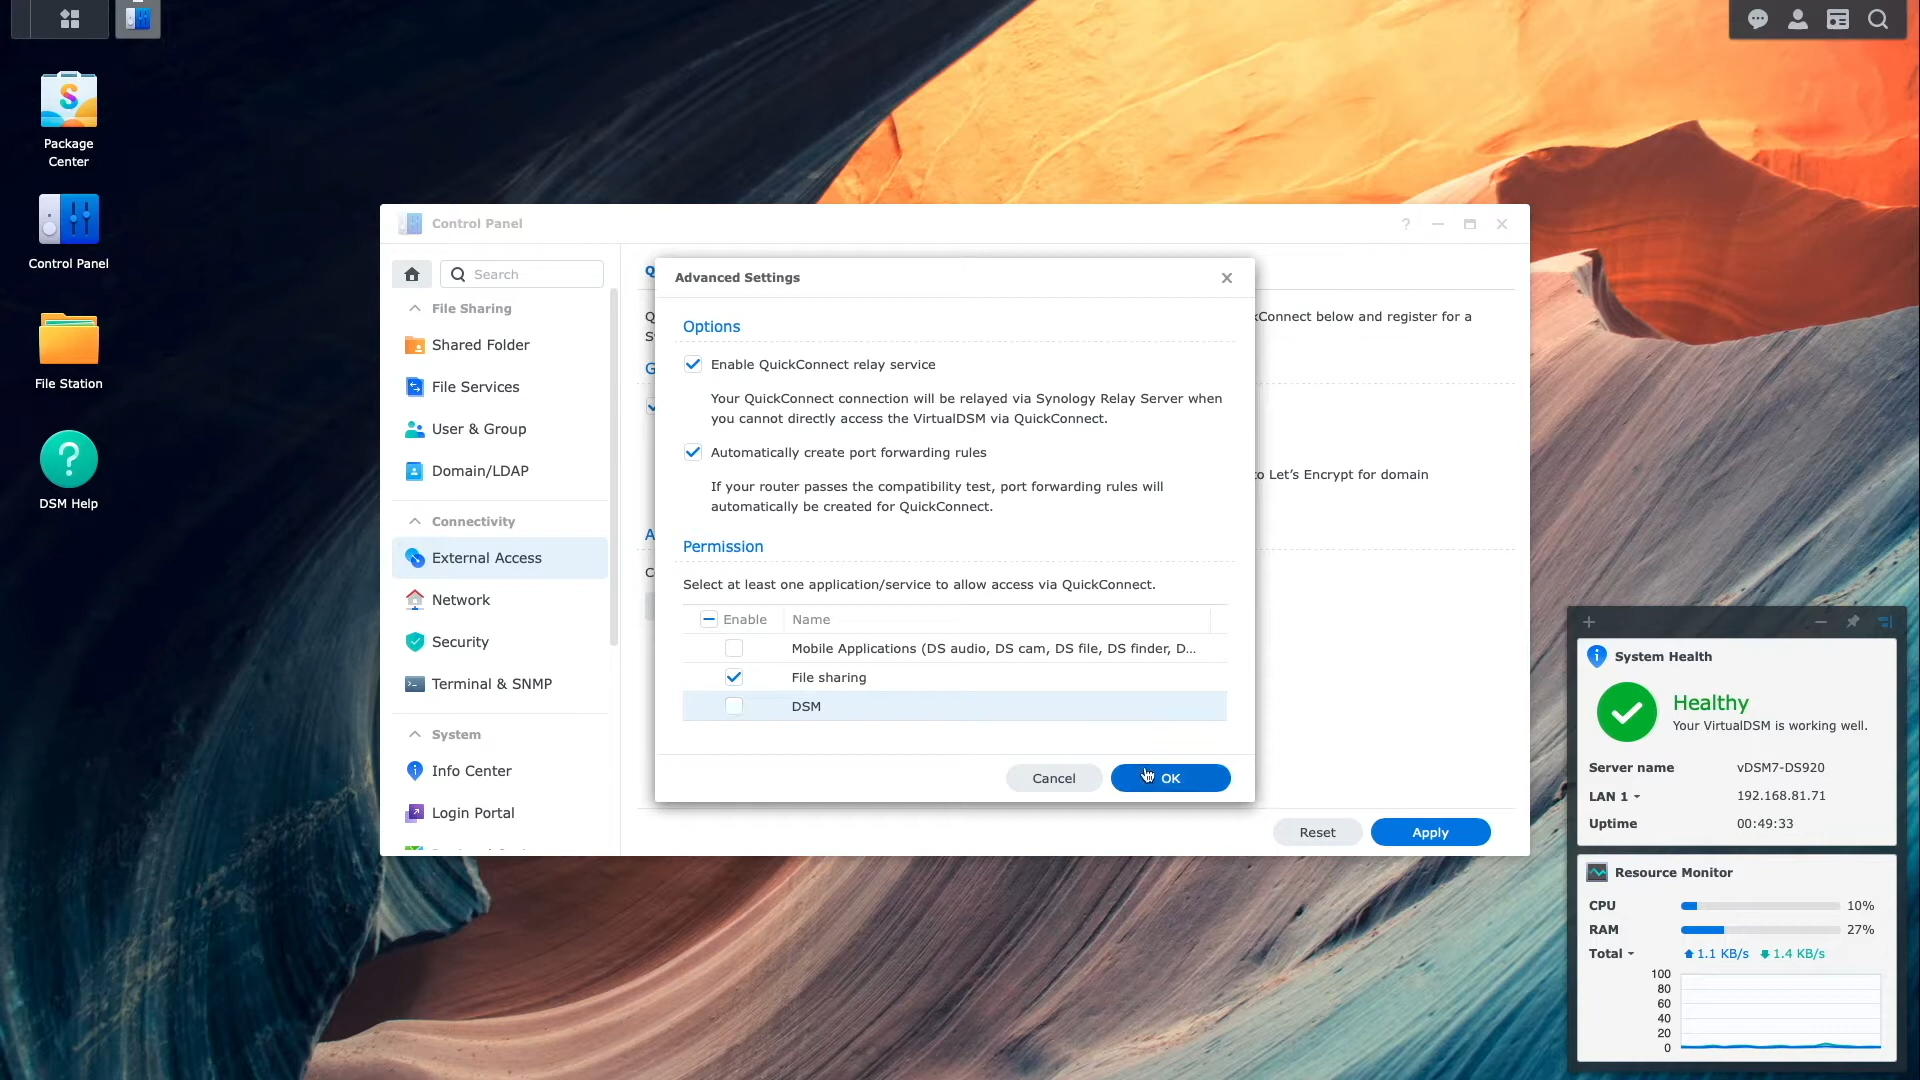 Package
Center
Control Panel
File Station
DSM Help
Control Panel
Search
File Sharing
Shared Folder
File Services
User & Group
Domain/LDAP
Connectivity
External Access
Network
Security
Terminal & SNMP
System
Info Center
Login Portal
Connect below and register for a
o Let's Encrypt for domain
Reset
Apply
Advanced Settings
Options
Enable QuickConnect relay service
Your QuickConnect connection will be relayed via Synology Relay Server when
you cannot directly access the VirtualDSM via QuickConnect.
Automatically create port forwarding rules
If your router passes the compatibility test, port forwarding rules will
automatically be created for QuickConnect.
Permission
Select at least one application/service to allow access via QuickConnect.
Enable Name
Mobile Applications (DS audio, DS cam, DS file, DS finder, D...
File sharing
DSM
Cancel
OK
System Health
Healthy
Your VirtualDSM is working well.
Server name vDSM7-DS920
LAN 1 192.168.81.71
Uptime 00:49:33
Resource Monitor
CPU 10%
RAM 27%
Total 1.1 KB/s 1.4 KB/s
100
80
60
40
20
0